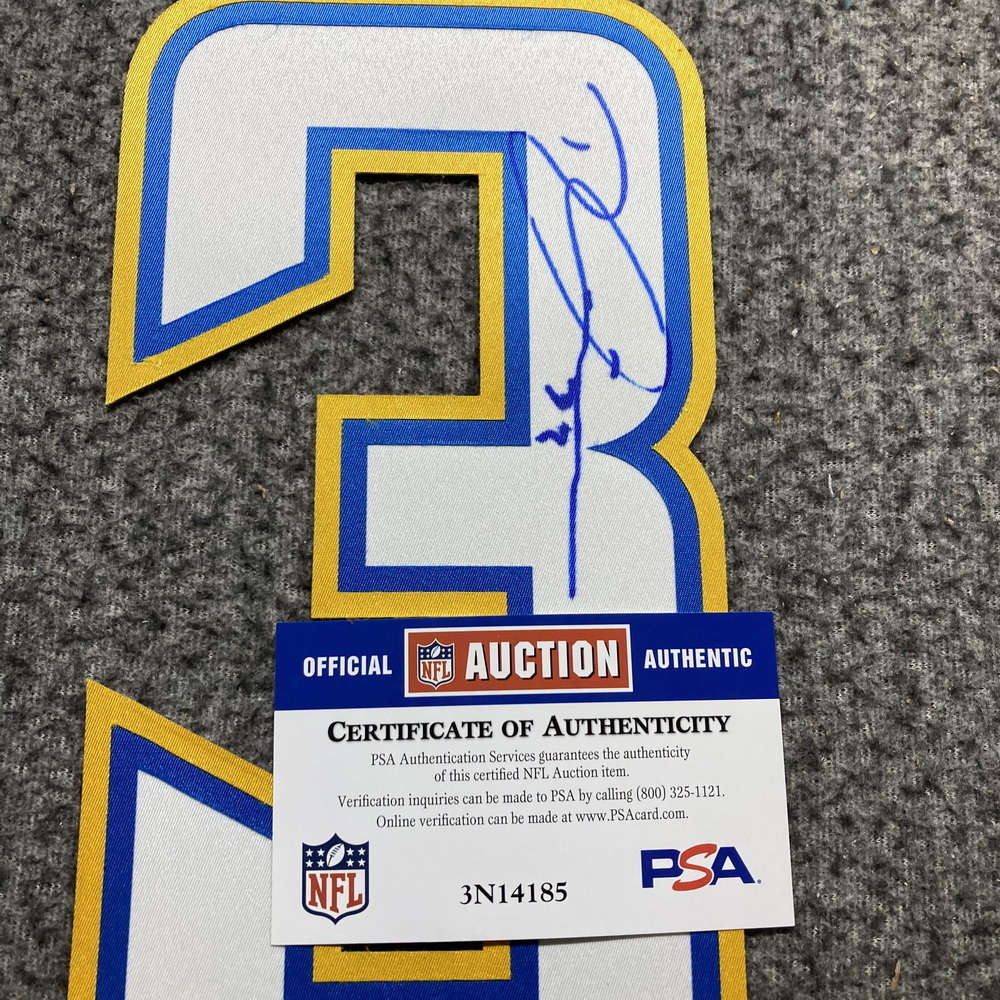 3
26
OFFICIAL NFL AUCTION AUTHENTIC
CERTIFICATE OF AUTHENTICITY
PSA Authentication Services guarantees the authenticity
of this certified NFL Auction item.
Verification inquiries can be made to PSA by calling (800) 325-1121.
Online verification can be made at www.PSAcard.com.
NFL
3N14185
PSA